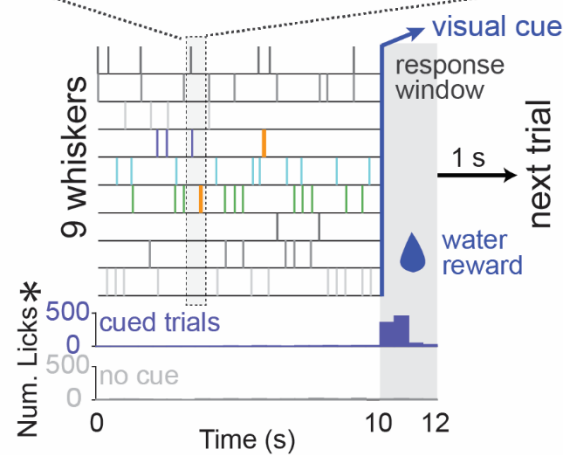 visual cue
response
window
9 whiskers
1 s
next trial
water
reward
Num. Licks*
500
0
cued trials
500
0
no cue
0
10
12
Time (s)